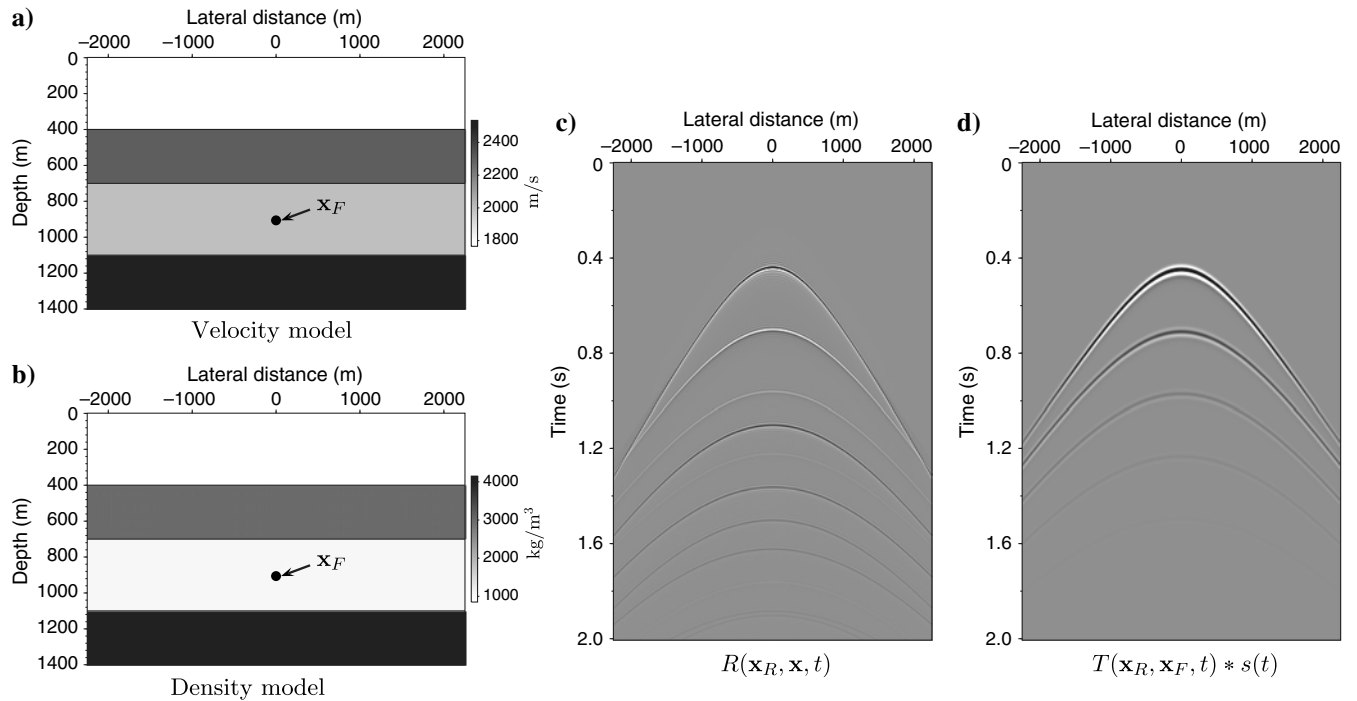 a)
Lateral distance (m)
−2000 −1000 0 1000 2000
Depth (m)
0
200
400
600
800
1000
1200
1400
x_F
2400
2200
2000
1800
m/s
Velocity model
b)
Lateral distance (m)
−2000 −1000 0 1000 2000
Depth (m)
0
200
400
600
800
1000
1200
1400
x_F
4000
3000
2000
1000
kg/m³
Density model
c)
Lateral distance (m)
−2000 −1000 0 1000 2000
Time (s)
0
0.4
0.8
1.2
1.6
2.0
R(x_R, x, t)
d)
Lateral distance (m)
−2000 −1000 0 1000 2000
Time (s)
0
0.4
0.8
1.2
1.6
2.0
T(x_R, x_F, t) ∗ s(t)